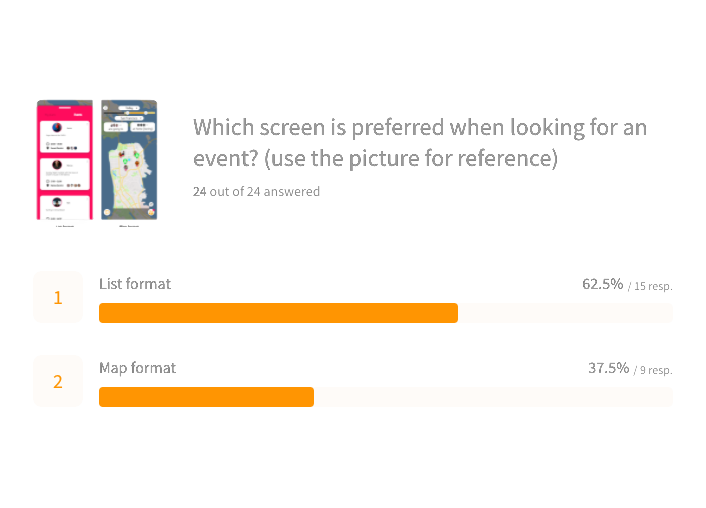 Which screen is preferred when looking for an
event? (use the picture for reference)
24 out of 24 answered
1
List format
62.5% / 15 resp.
2
Map format
37.5% / 9 resp.